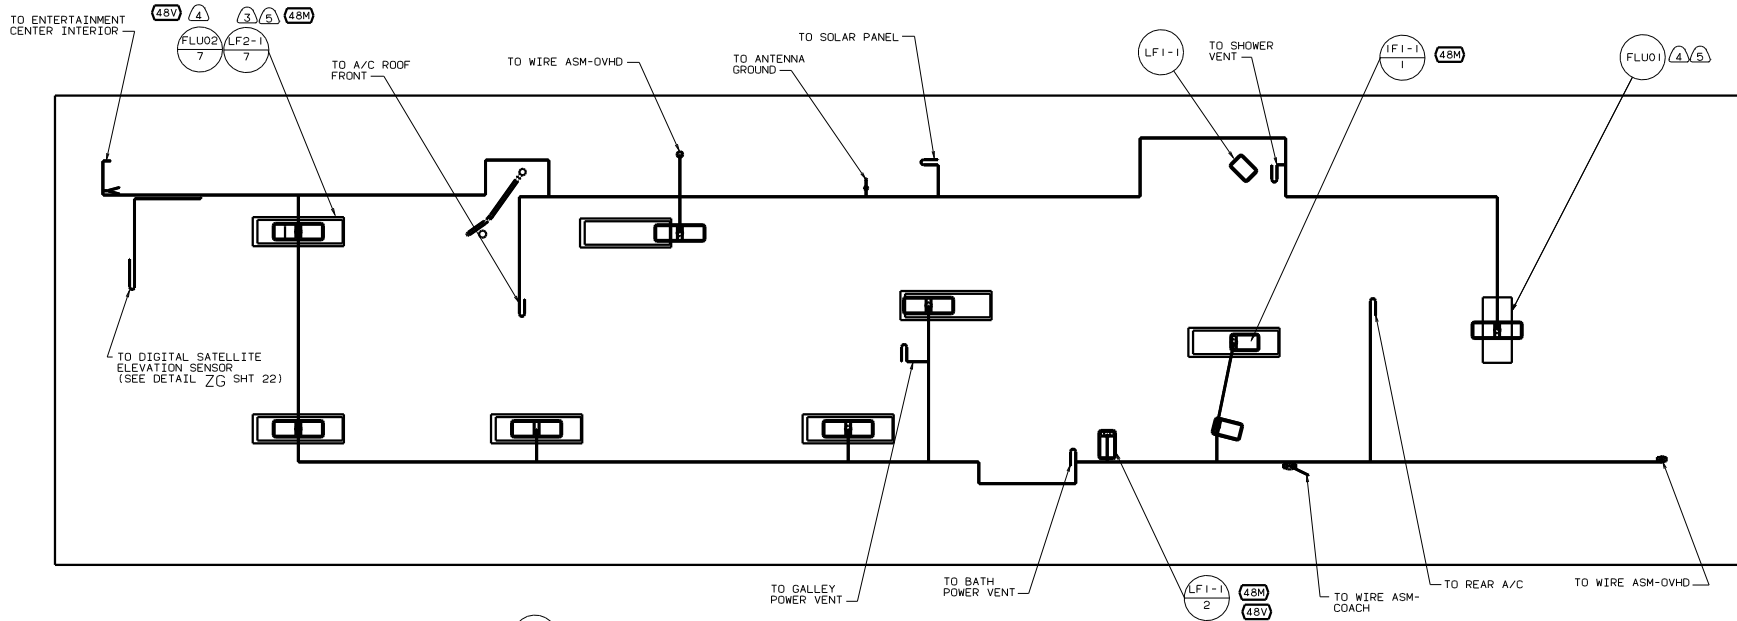 TO ENTERTAINMENT
CENTER INTERIOR
48V
4
3
5
48M
FLU02
7
LF2-1
7
TO A/C ROOF
FRONT
TO WIRE ASM-OVHD
TO ANTENNA
GROUND
TO SOLAR PANEL
LF1-1
TO SHOWER
VENT
IF1-1
1
48M
FLU01
4
5
TO DIGITAL SATELLITE
ELEVATION SENSOR
(SEE DETAIL ZG SHT 22)
TO GALLEY
POWER VENT
TO BATH
POWER VENT
LF1-1
2
48M
48V
TO WIRE ASM-
COACH
TO REAR A/C
TO WIRE ASM-OVHD